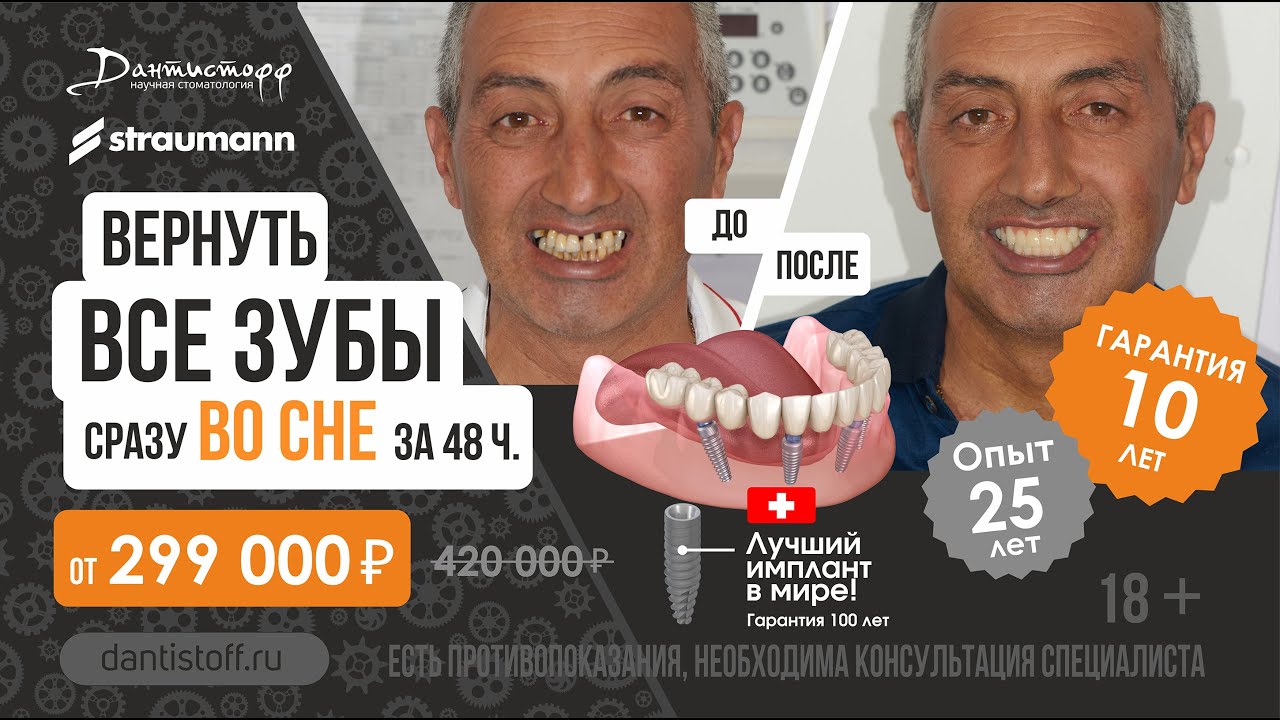 Дантистофф
научная стоматология
straumann
ВЕРНУТЬ
ВСЕ ЗУБЫ
СРАЗУ ВО СНЕ ЗА 48 Ч.
от 299 000 ₽
420 000 ₽
dantistoff.ru
ДО
ПОСЛЕ
ГАРАНТИЯ
10
ЛЕТ
Опыт
25
лет
Лучший
имплант
в мире!
Гарантия 100 лет
18 +
ЕСТЬ ПРОТИВОПОКАЗАНИЯ, НЕОБХОДИМА КОНСУЛЬТАЦИЯ СПЕЦИАЛИСТА